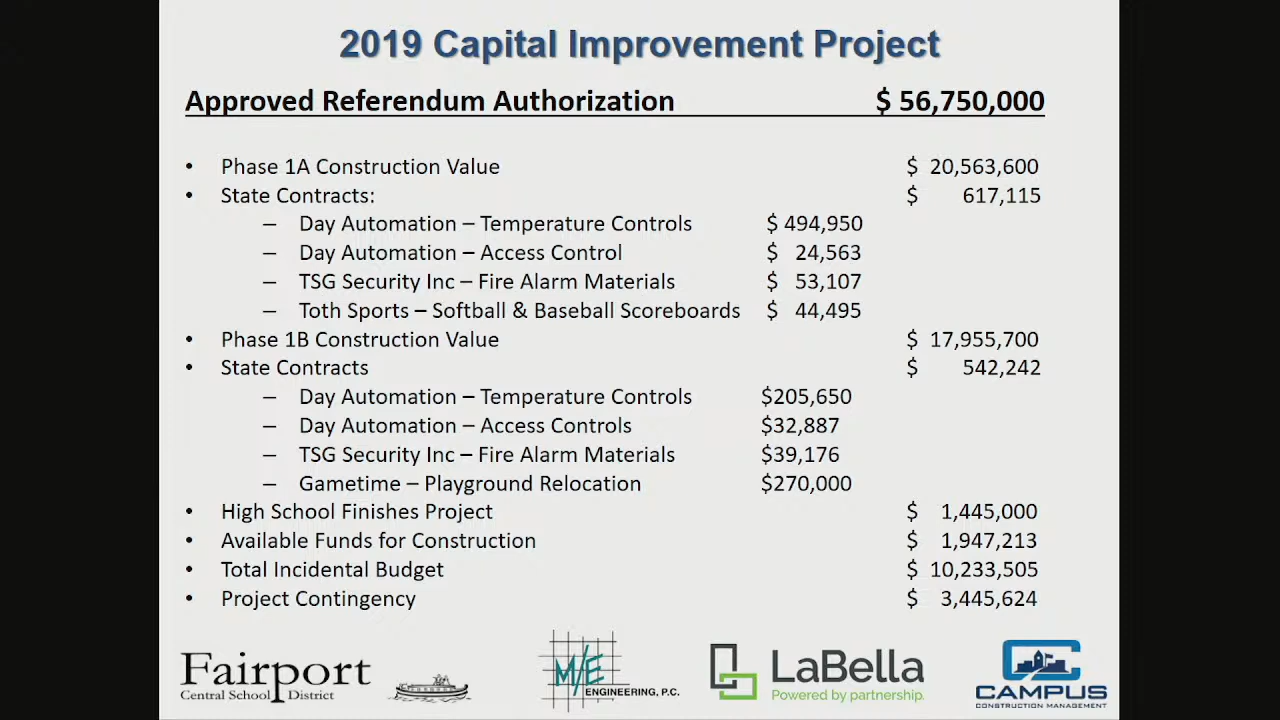 2019 Capital Improvement Project
Approved Referendum Authorization $ 56,750,000
• Phase 1A Construction Value $ 20,563,600
• State Contracts: $ 617,115
– Day Automation – Temperature Controls $ 494,950
– Day Automation – Access Control $ 24,563
– TSG Security Inc – Fire Alarm Materials $ 53,107
– Toth Sports – Softball & Baseball Scoreboards $ 44,495
• Phase 1B Construction Value $ 17,955,700
• State Contracts $ 542,242
– Day Automation – Temperature Controls $205,650
– Day Automation – Access Controls $32,887
– TSG Security Inc – Fire Alarm Materials $39,176
– Gametime – Playground Relocation $270,000
• High School Finishes Project $ 1,445,000
• Available Funds for Construction $ 1,947,213
• Total Incidental Budget $ 10,233,505
• Project Contingency $ 3,445,624
Fairport
Central School District
M/E
ENGINEERING, P.C.
LaBella
Powered by partnership.
CAMPUS
CONSTRUCTION MANAGEMENT